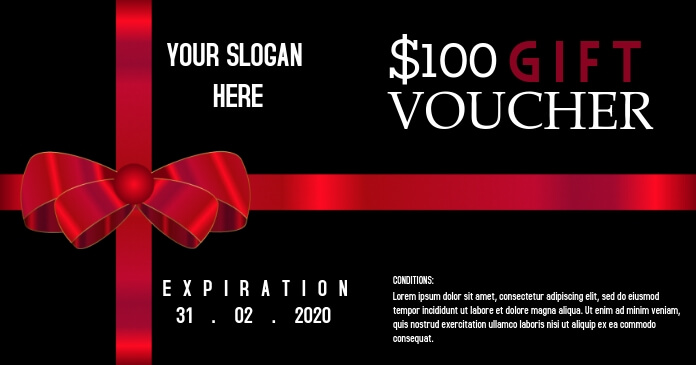 YOUR SLOGAN
HERE
$100 GIFT
VOUCHER
EXPIRATION
31 . 02 . 2020
CONDITIONS:
Lorem ipsum dolor sit amet, consectetur adipiscing elit, sed do eiusmod
tempor incididunt ut labore et dolore magna aliqua. Ut enim ad minim veniam,
quis nostrud exercitation ullamco laboris nisi ut aliquip ex ea commodo
consequat.